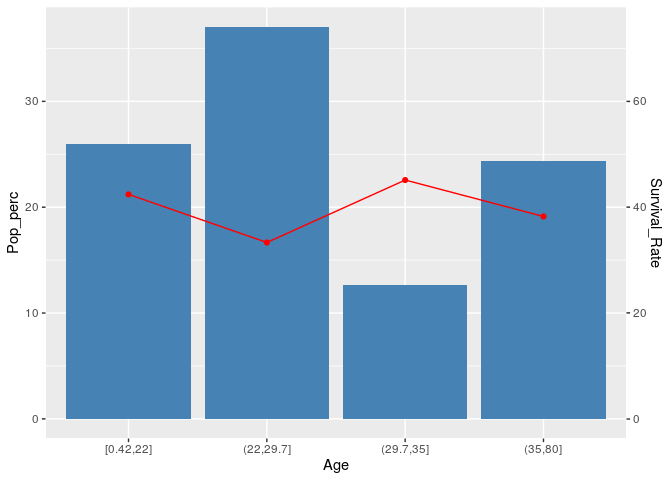 Pop_perc
30
20
10
0
60
40
20
0
Survival_Rate
[0.42,22] (22,29.7] (29.7,35] (35,80]
Age